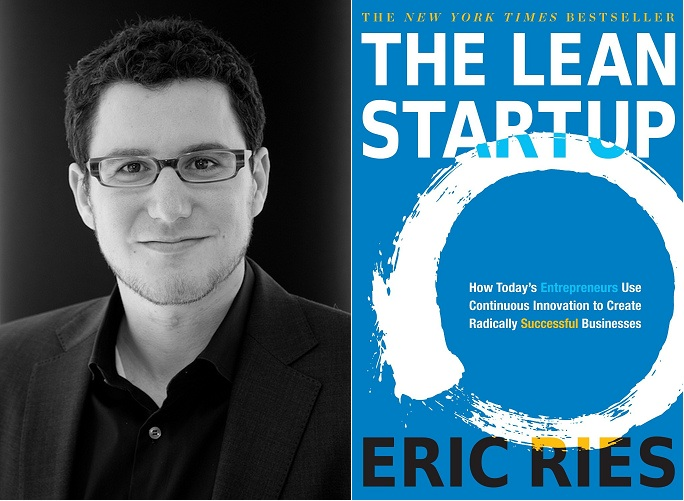 THE NEW YORK TIMES BESTSELLER
THE LEAN
STARTUP
How Today's Entrepreneurs Use
Continuous Innovation to Create
Radically Successful Businesses
ERIC RIES